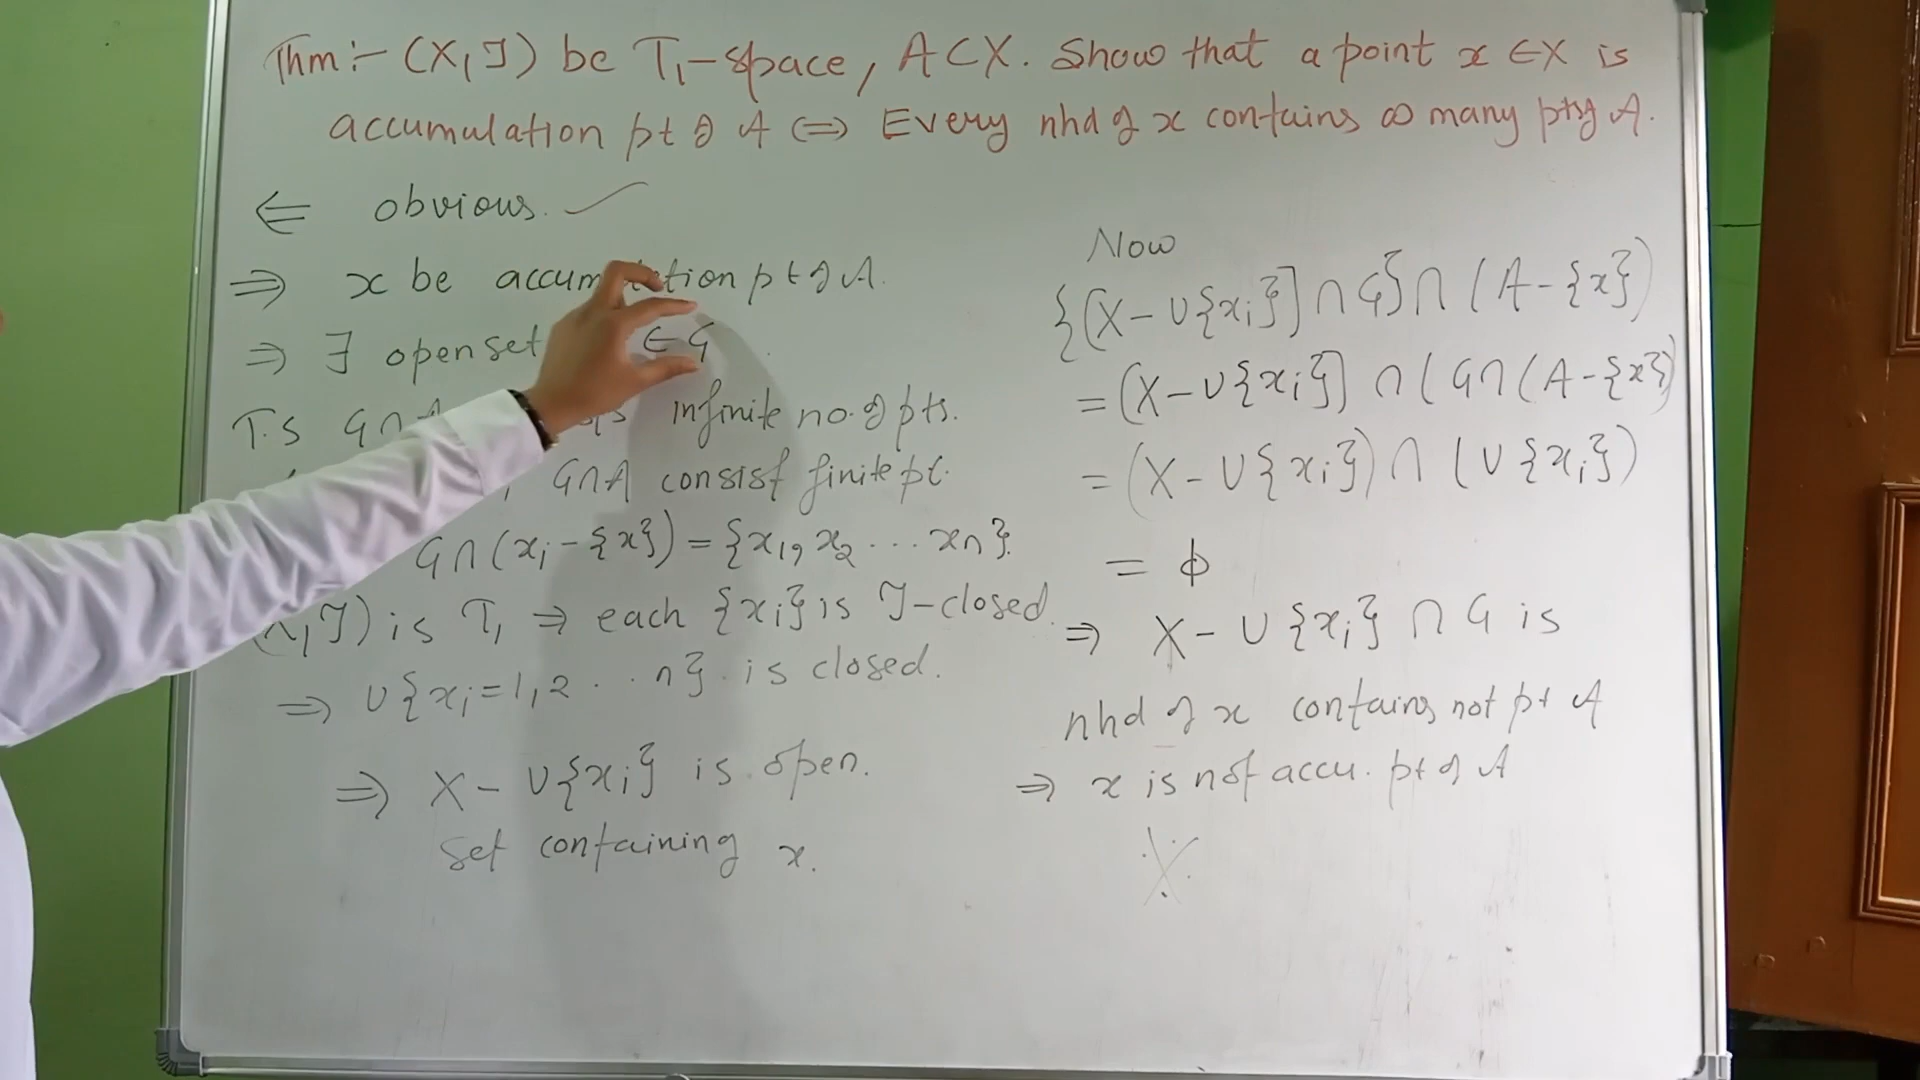 Thm :- (X, J) be T₁-space, A⊂X. Show that a point x ∈X is
accumulation pt of A ⇔ Every nhd of x contains ∞ many pts of A.
⇐ obvious. ✓
⇒ x be accum tion pt of A.
⇒ ∃ open set ∈ G
T.S G∩A infinite no. of pts.
, G∩A consist finite pt.
G∩(xᵢ - {x}) = {x₁, x₂ ... xn}.
(X, J) is T₁ ⇒ each {xᵢ} is J-closed.
⇒ ∪{xᵢ=1,2 .. n}. is closed.
⇒ X - ∪{xᵢ} is open.
Set containing x.
Now
{(X - ∪{xᵢ}] ∩ G} ∩ (A-{x})
= (X - ∪{xᵢ}] ∩ (G∩(A-{x})
= (X - ∪{xᵢ}) ∩ (∪{xᵢ})
= φ
⇒ X - ∪{xᵢ} ∩ G is
nhd of x contains not pt A
⇒ x is not accu. pt of A